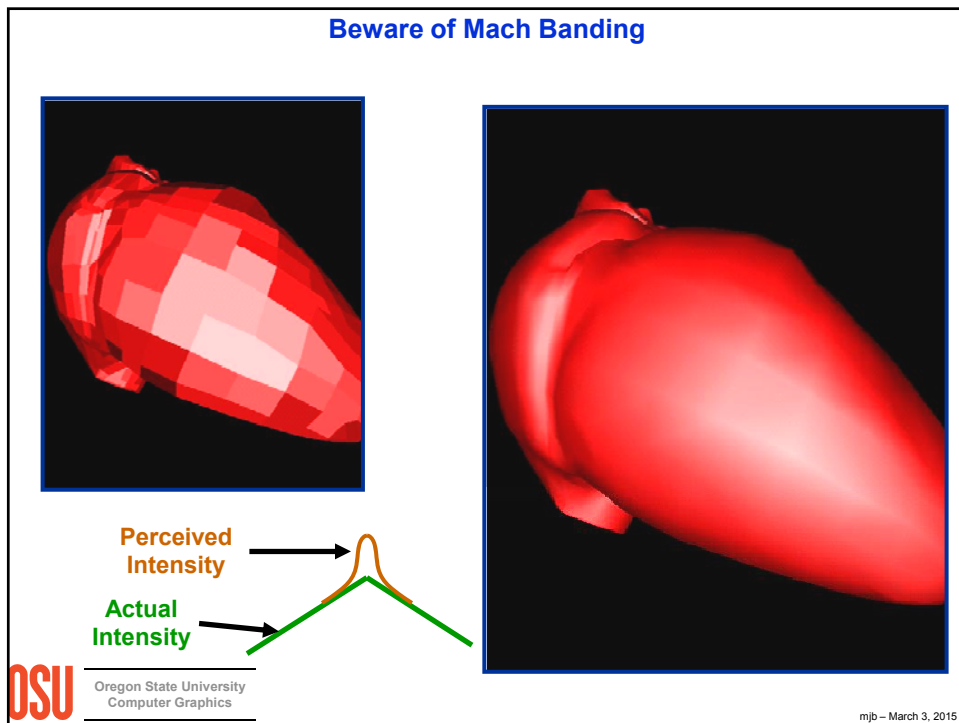 Beware of Mach Banding
Perceived
Intensity
Actual
Intensity
OSU
Oregon State University
Computer Graphics
mjb – March 3, 2015